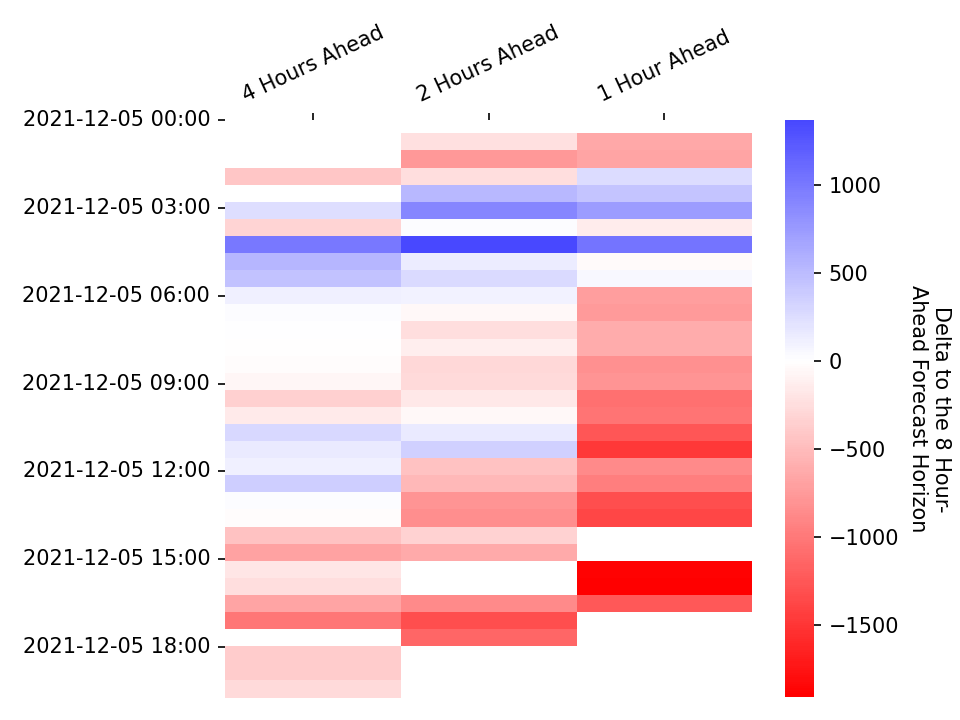 4 Hours Ahead
2 Hours Ahead
1 Hour Ahead
2021-12-05 00:00
2021-12-05 03:00
2021-12-05 06:00
2021-12-05 09:00
2021-12-05 12:00
2021-12-05 15:00
2021-12-05 18:00
1000
500
0
−500
−1000
−1500
Delta to the 8 Hour-
Ahead Forecast Horizon